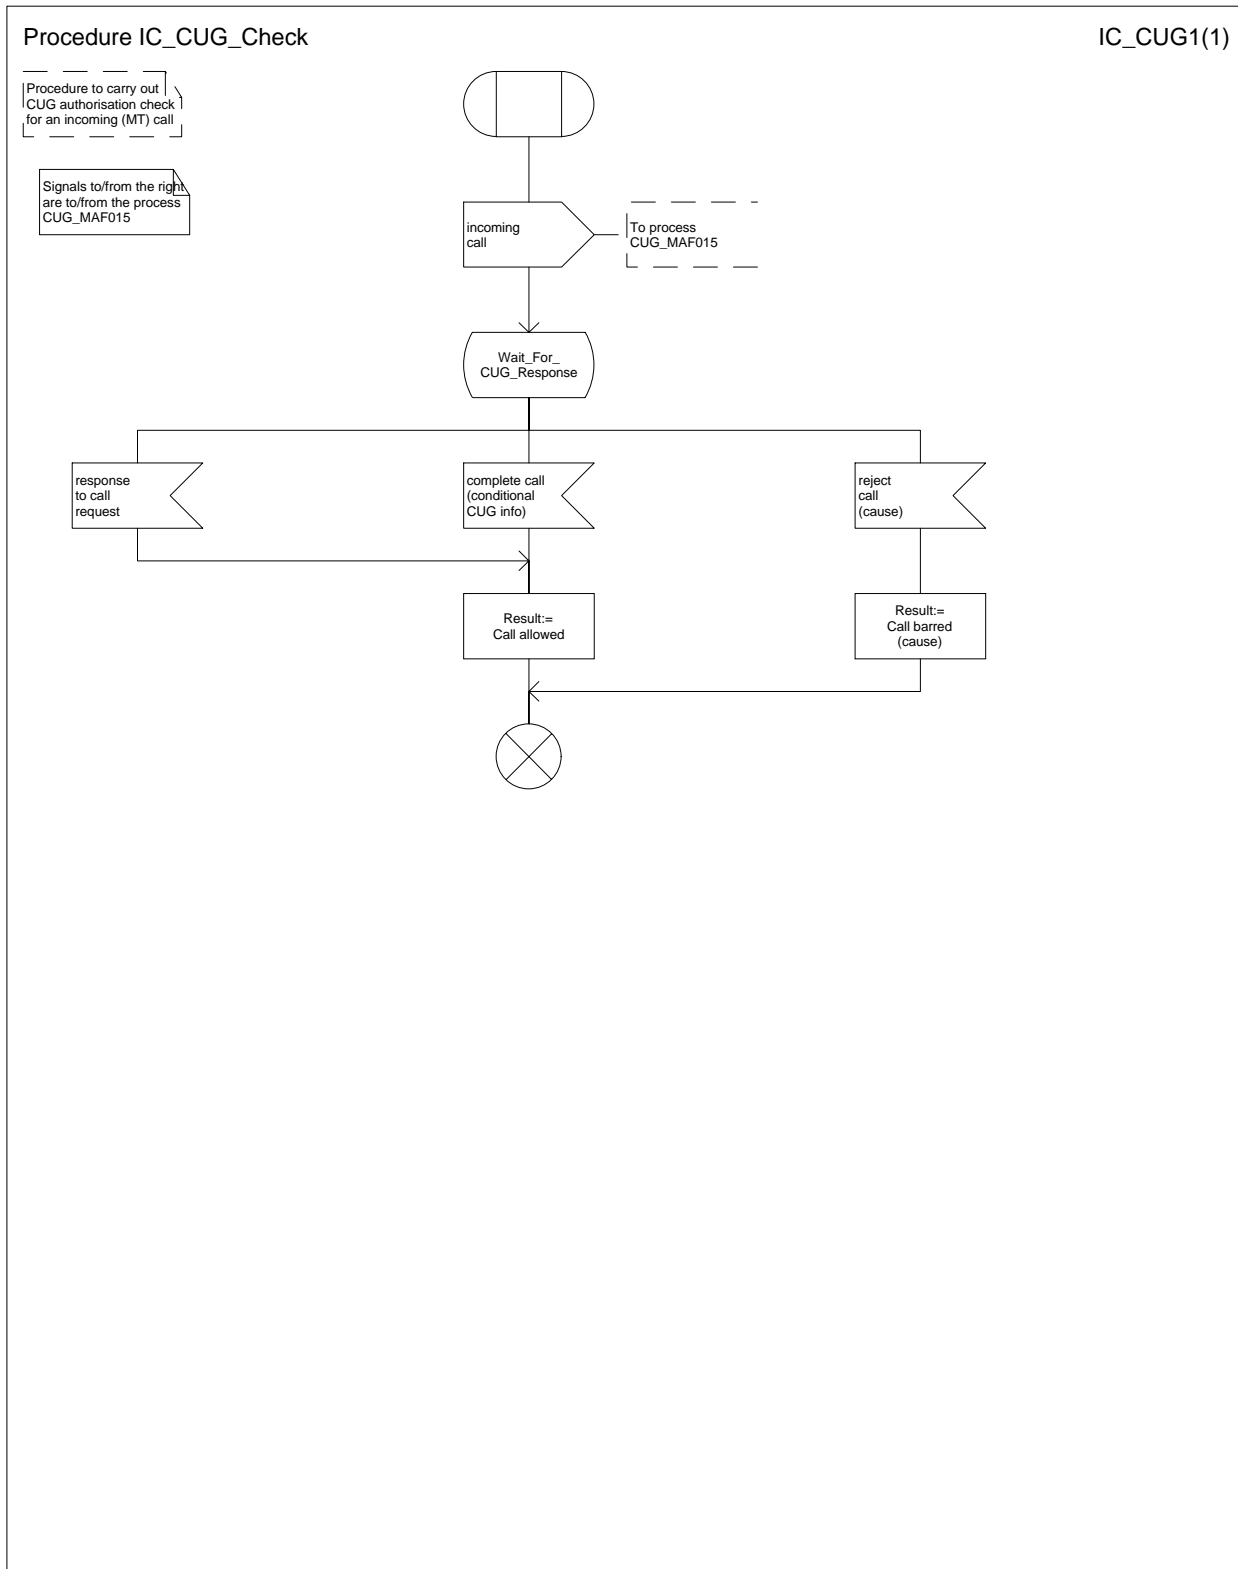 Procedure IC_CUG_Check
IC_CUG1(1)
Procedure to carry out
CUG authorisation check
for an incoming (MT) call
Signals to/from the right
are to/from the process
CUG_MAF015
incoming
call
To process
CUG_MAF015
Wait_For_
CUG_Response
response
to call
request
complete call
(conditional
CUG info)
reject
call
(cause)
Result:=
Call allowed
Result:=
Call barred
(cause)